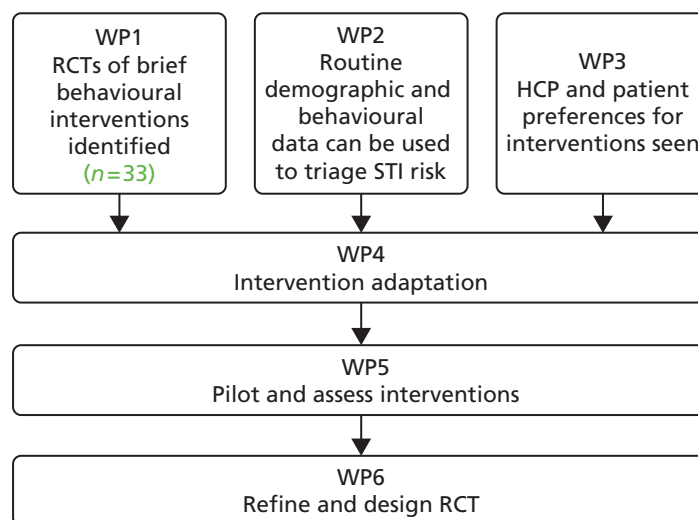 WP1
RCTs of brief
behavioural
interventions
identified
(n=33)
WP2
Routine
demographic and
behavioural
data can be used
to triage STI risk
WP3
HCP and patient
preferences for
interventions seen
WP4
Intervention adaptation
WP5
Pilot and assess interventions
WP6
Refine and design RCT